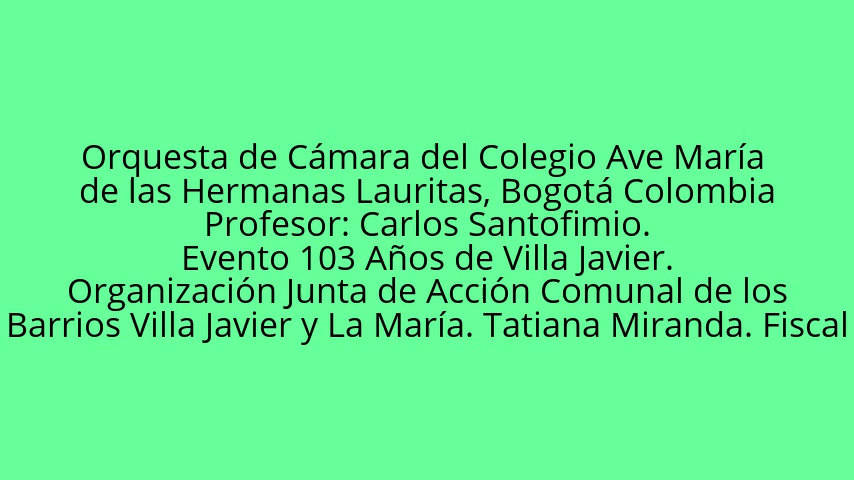 Orquesta de Cámara del Colegio Ave María
de las Hermanas Lauritas, Bogotá Colombia
Profesor: Carlos Santofimio.
Evento 103 Años de Villa Javier.
Organización Junta de Acción Comunal de los
Barrios Villa Javier y La María. Tatiana Miranda. Fiscal